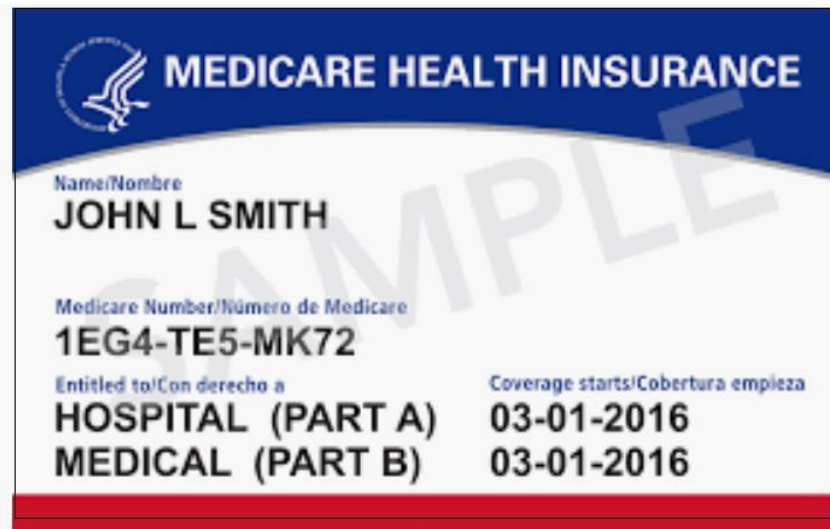 MEDICARE HEALTH INSURANCE
SAMPLE
Name/Nombre
JOHN L SMITH
Medicare Number/Número de Medicare
1EG4-TE5-MK72
Entitled to/Con derecho a Coverage starts/Cobertura empieza
HOSPITAL (PART A) 03-01-2016
MEDICAL (PART B) 03-01-2016